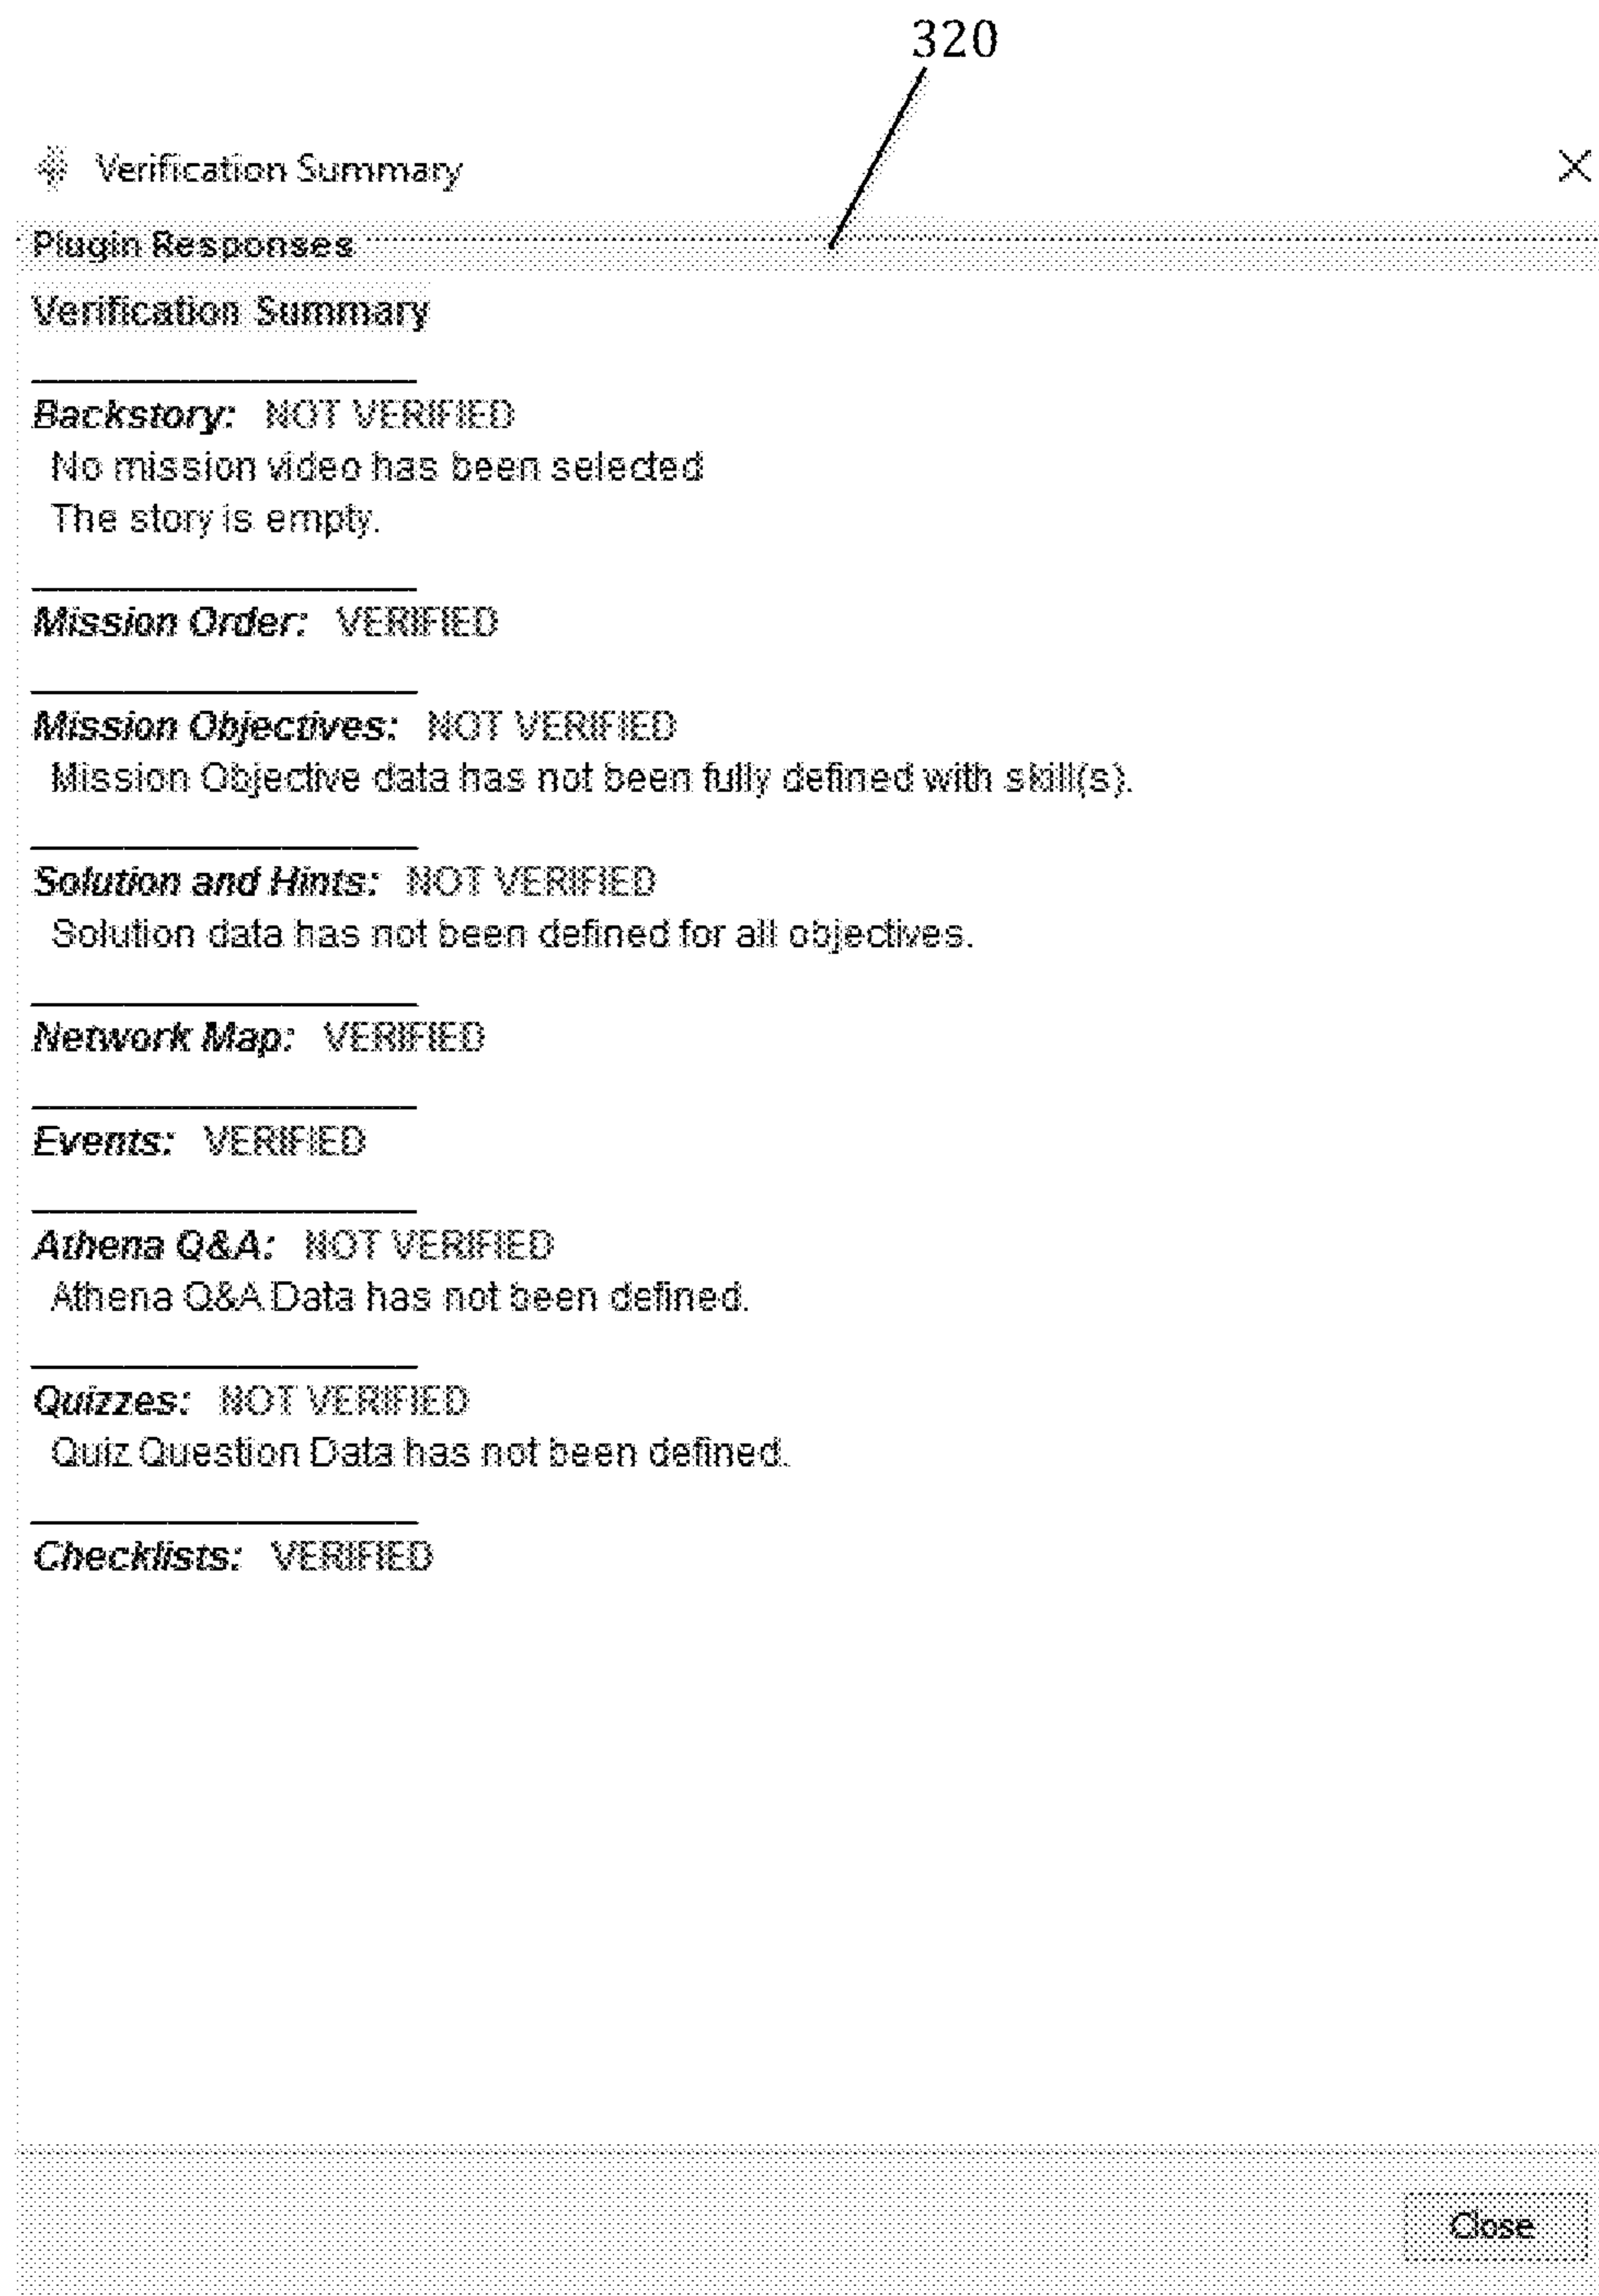 320
Verification Summary
Plugin Responses
Verification Summary
Backstory: NOT VERIFIED
No mission video has been selected
The story is empty.
Mission Order: VERIFIED
Mission Objectives: NOT VERIFIED
Mission Objective data has not been fully defined with skill(s).
Solution and Hints: NOT VERIFIED
Solution data has not been defined for all objectives.
Network Map: VERIFIED
Events: VERIFIED
Athena Q&A: NOT VERIFIED
Athena Q&A Data has not been defined.
Quizzes: NOT VERIFIED
Quiz Question Data has not been defined.
Checklists: VERIFIED
Close